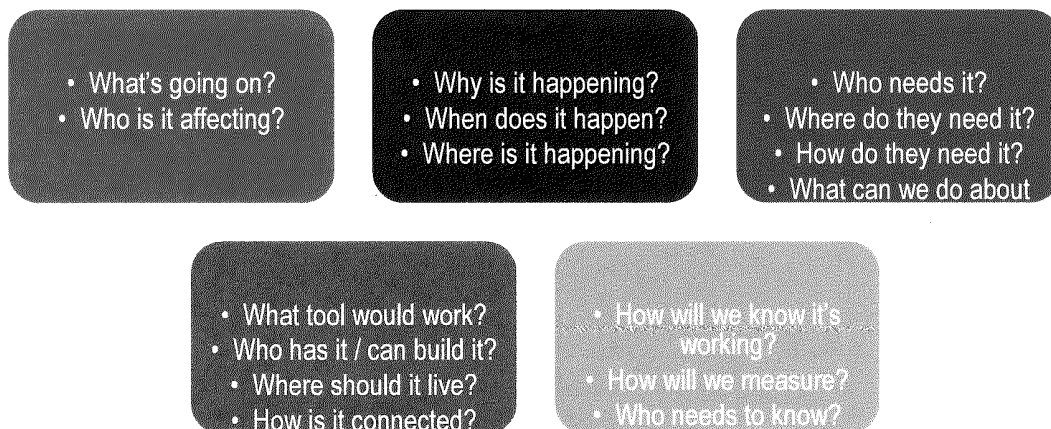 • What's going on?
• Who is it affecting?
• Why is it happening?
• When does it happen?
• Where is it happening?
• Who needs it?
• Where do they need it?
• How do they need it?
• What can we do about
• What tool would work?
• Who has it / can build it?
• Where should it live?
• How is it connected?
• How will we know it's
working?
• How will we measure?
• Who needs to know?